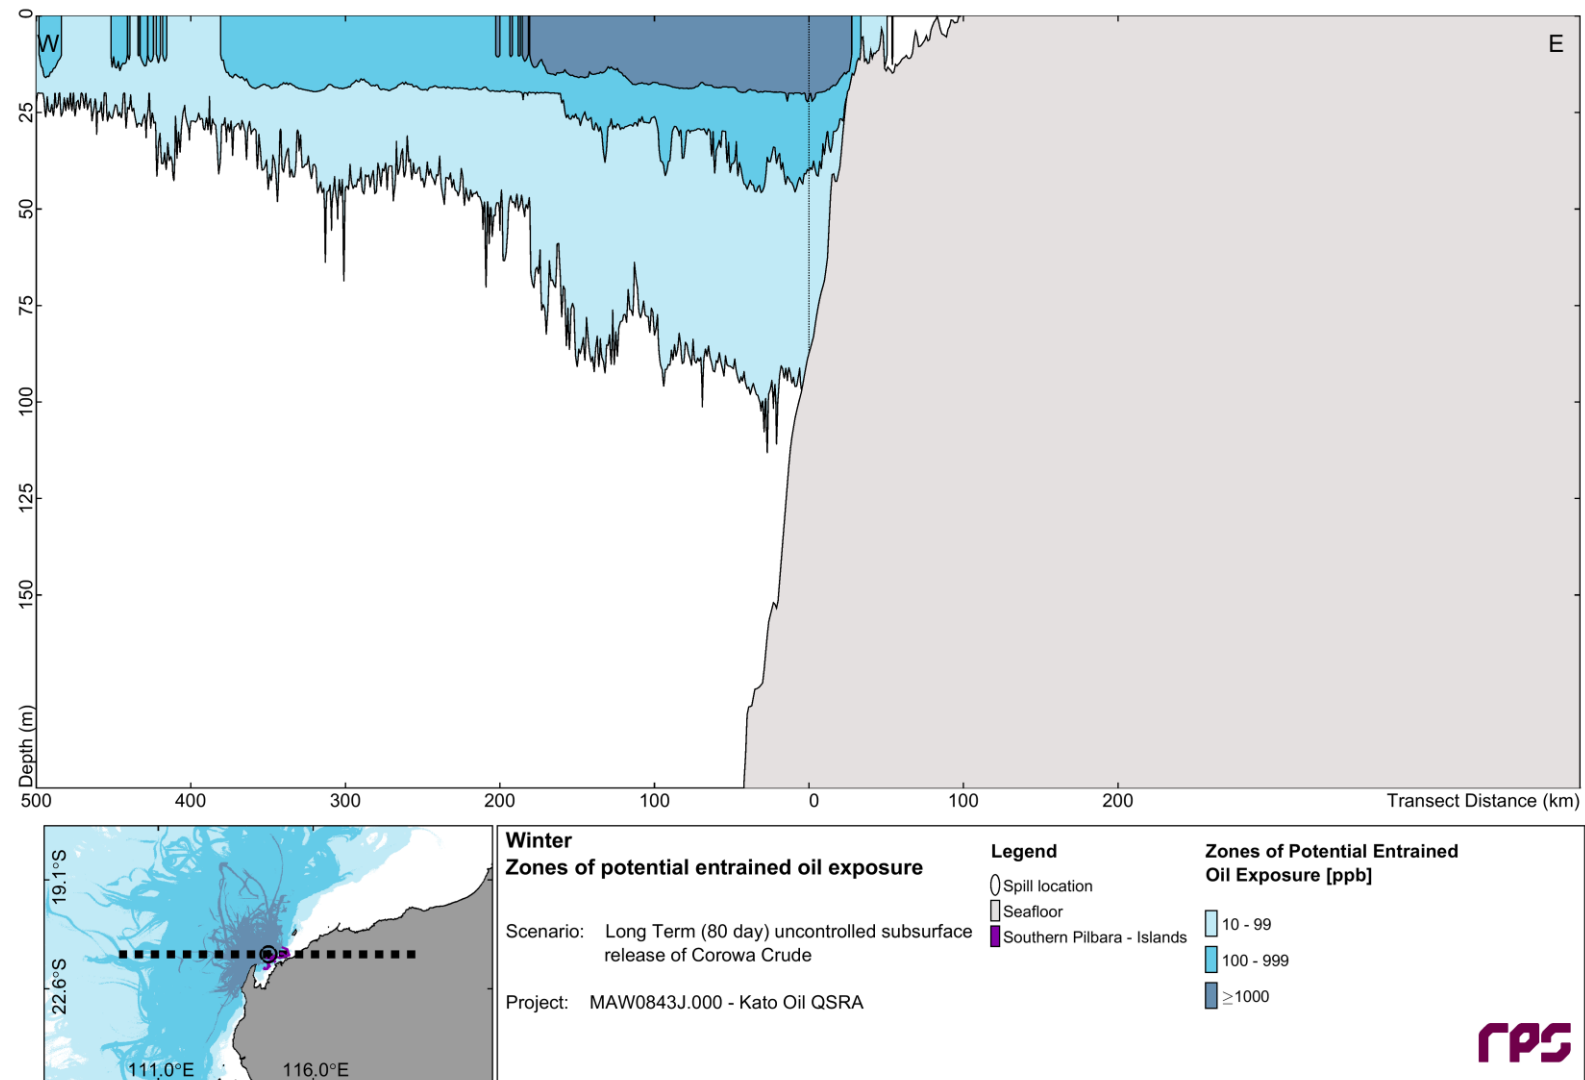 W
E
0
25
50
75
100
125
150
Depth (m)
500
400
300
200
100
0
100
200
Transect Distance (km)
19.1°S
22.6°S
111.0°E
116.0°E
Winter
Zones of potential entrained oil exposure
Scenario: Long Term (80 day) uncontrolled subsurface
release of Corowa Crude
Project: MAW0843J.000 - Kato Oil QSRA
Legend
Spill location
Seafloor
Southern Pilbara - Islands
Zones of Potential Entrained
Oil Exposure [ppb]
10 - 99
100 - 999
≥1000
rps